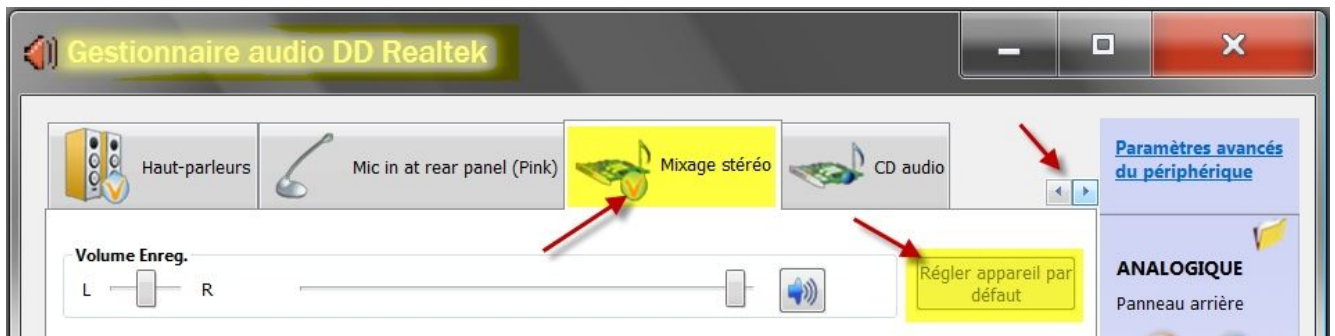 Gestionnaire audio DD Realtek
Haut-parleurs
Mic in at rear panel (Pink)
Mixage stéréo
CD audio
Paramètres avancés
du périphérique
Volume Enreg.
L R
Régler appareil par
défaut
ANALOGIQUE
Panneau arrière